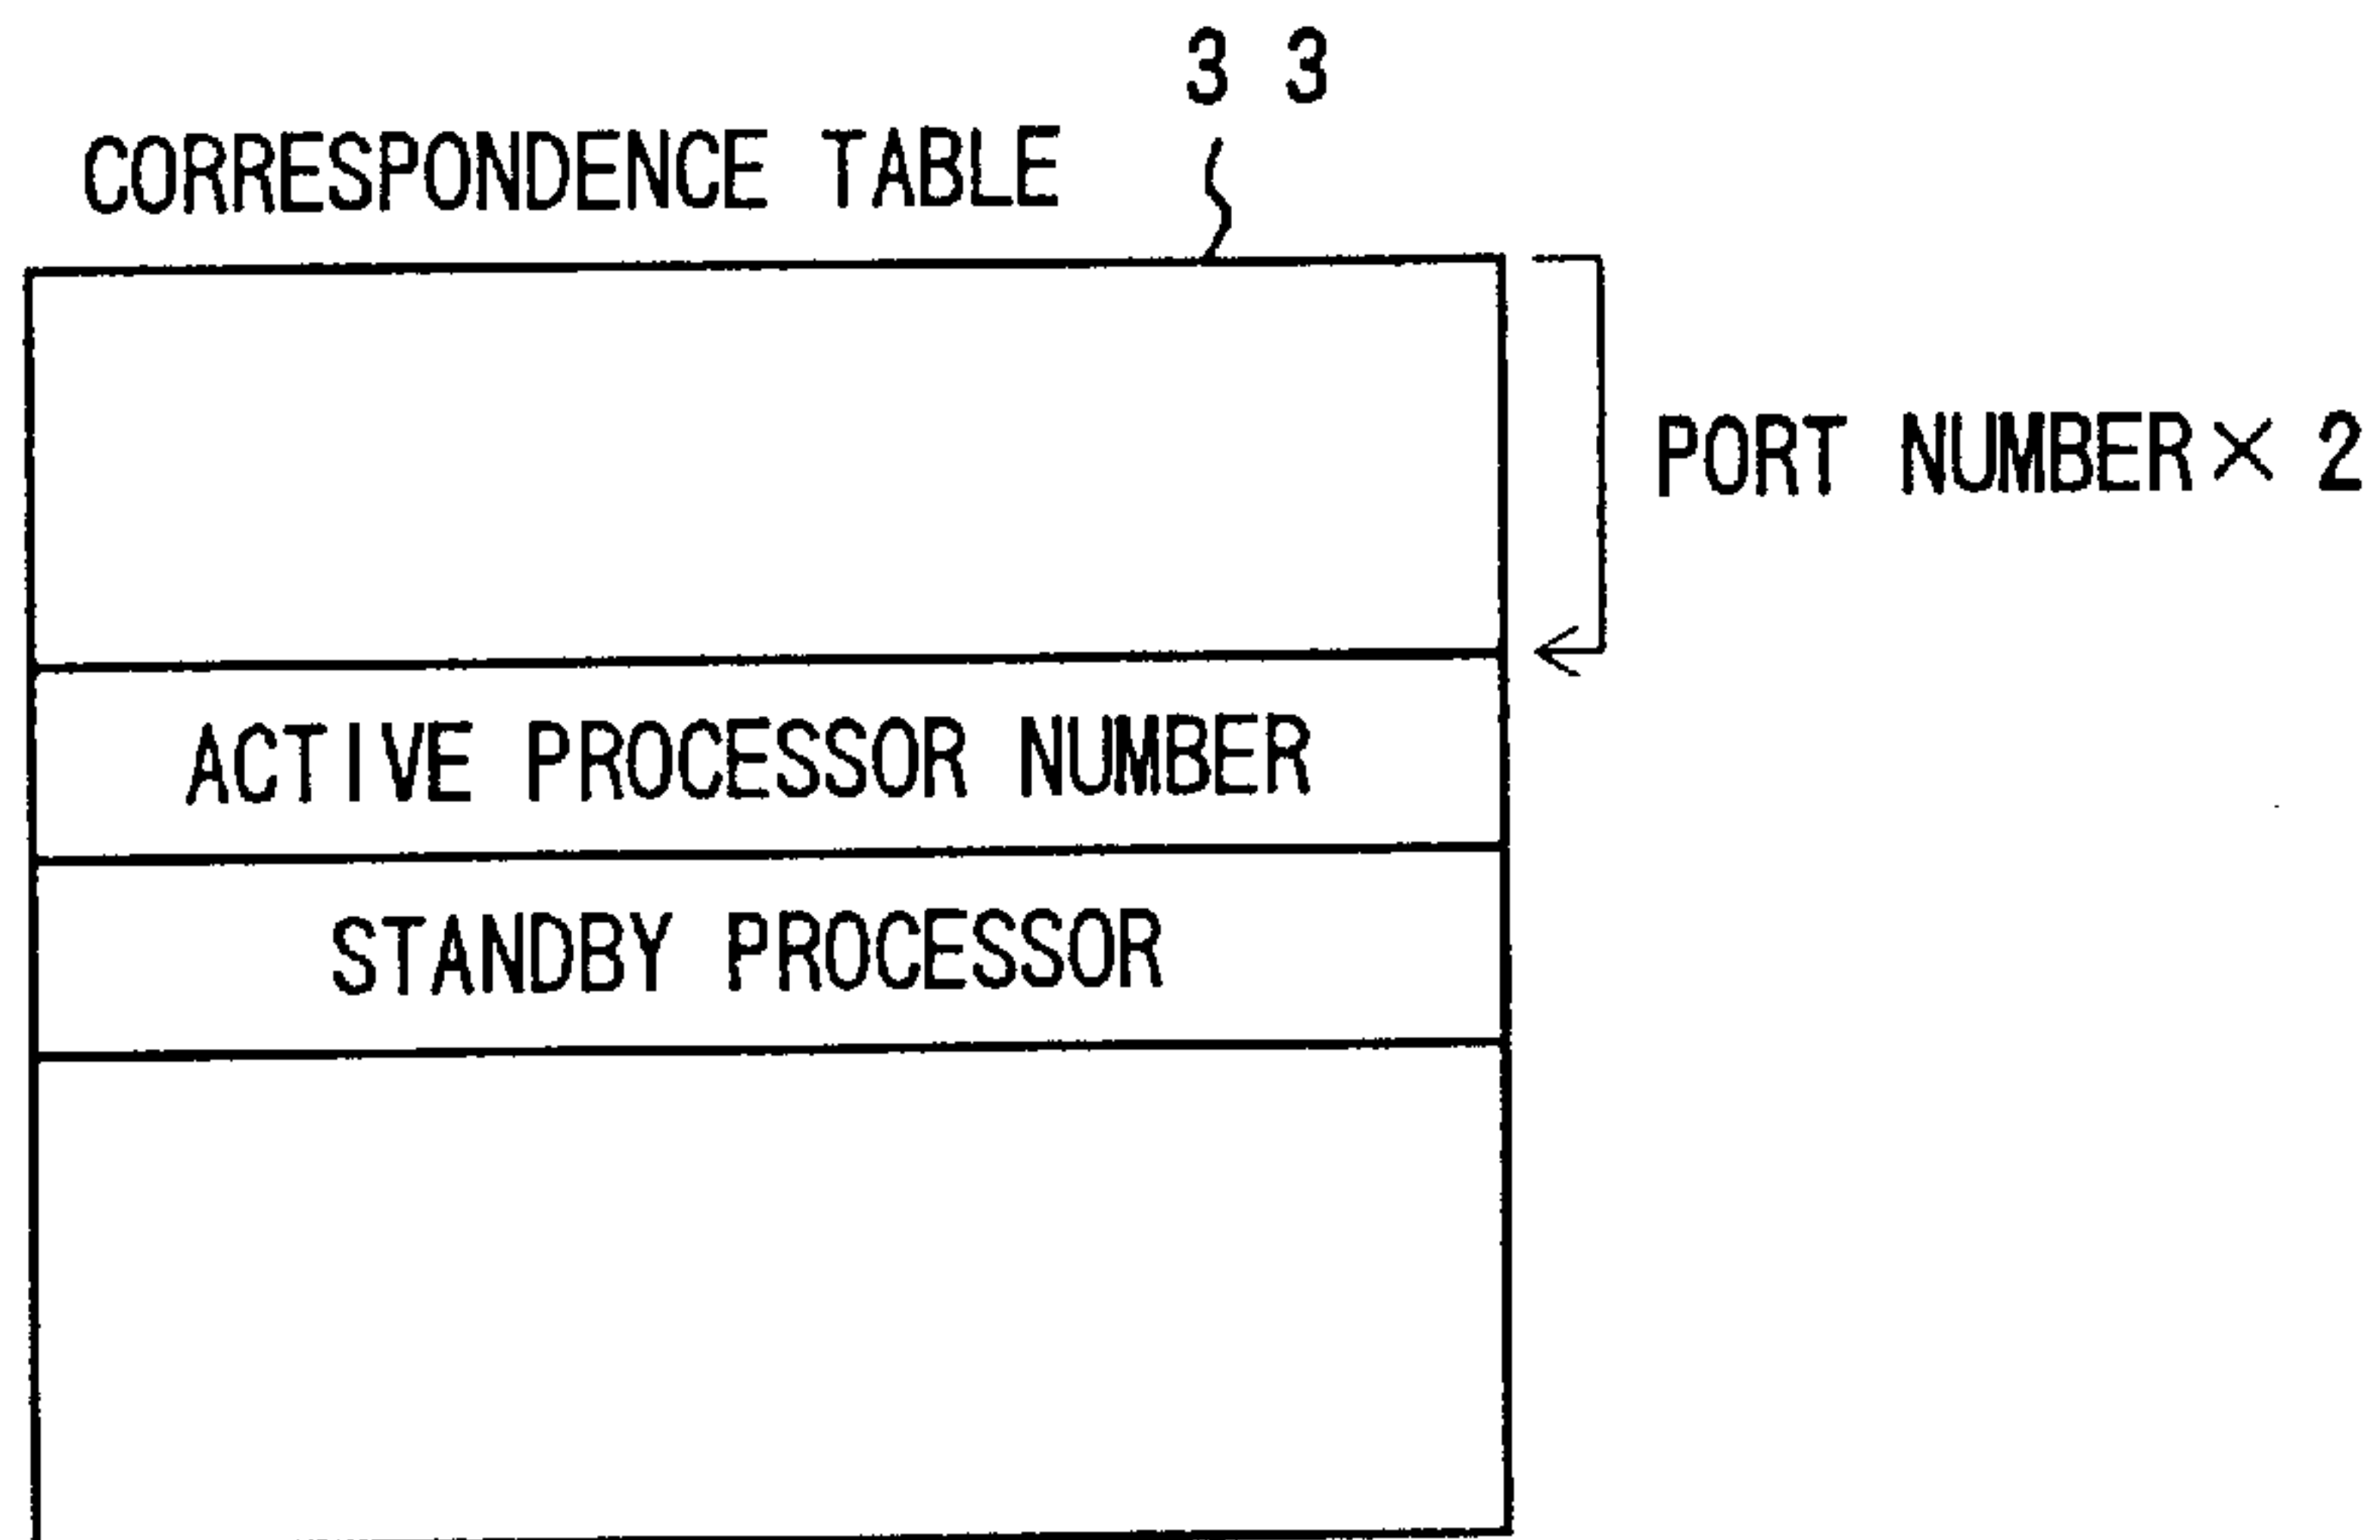 3 3
CORRESPONDENCE TABLE
PORT NUMBER × 2
ACTIVE PROCESSOR NUMBER
STANDBY PROCESSOR